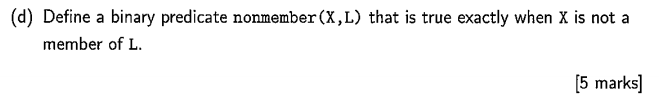 (d) Define a binary predicate nonmember(X,L) that is true exactly when X is not a
member of L.
[5 marks]